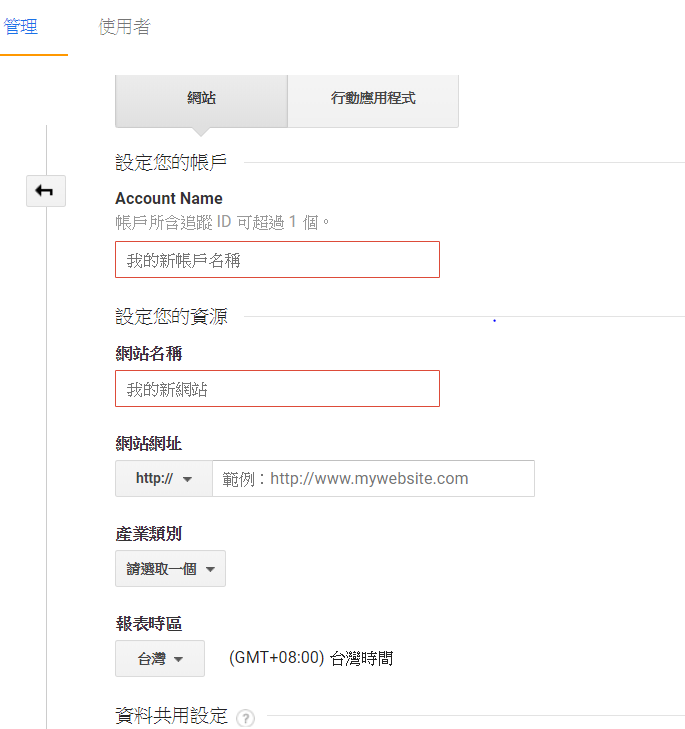 管理 使用者
網站 行動應用程式
設定您的帳戶
Account Name
帳戶所含追蹤 ID 可超過 1 個。
我的新帳戶名稱
設定您的資源
網站名稱
我的新網站
網站網址
http:// 範例：http://www.mywebsite.com
產業類別
請選取一個
報表時區
台灣 (GMT+08:00) 台灣時間
資料共用設定 ?